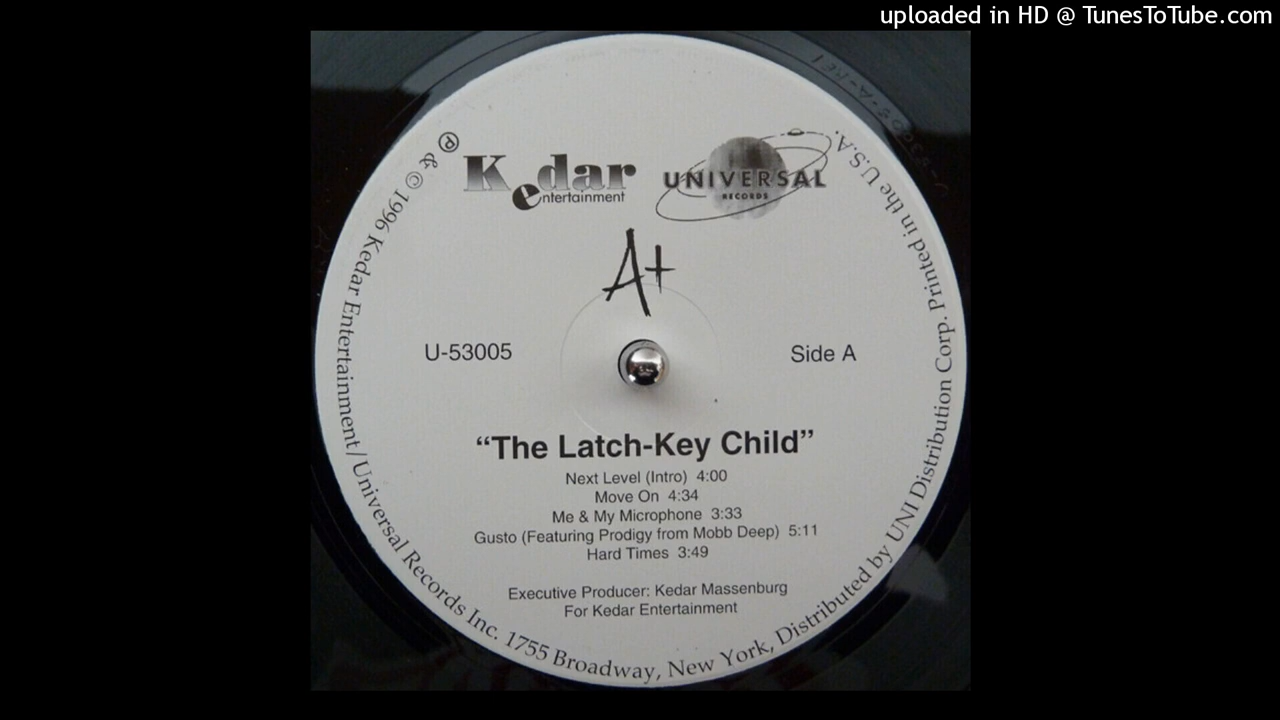 uploaded in HD @ TunesToTube.com
Kedar
entertainment
UNIVERSAL
RECORDS
A+
U-53005
Side A
“The Latch-Key Child”
Next Level (Intro) 4:00
Move On 4:34
Me & My Microphone 3:33
Gusto (Featuring Prodigy from Mobb Deep) 5:11
Hard Times 3:49
Executive Producer: Kedar Massenburg
For Kedar Entertainment
℗ & © 1996 Kedar Entertainment/Universal Records Inc. 1755 Broadway, New York, Distributed by UNI Distribution Corp. Printed in the U.S.A.